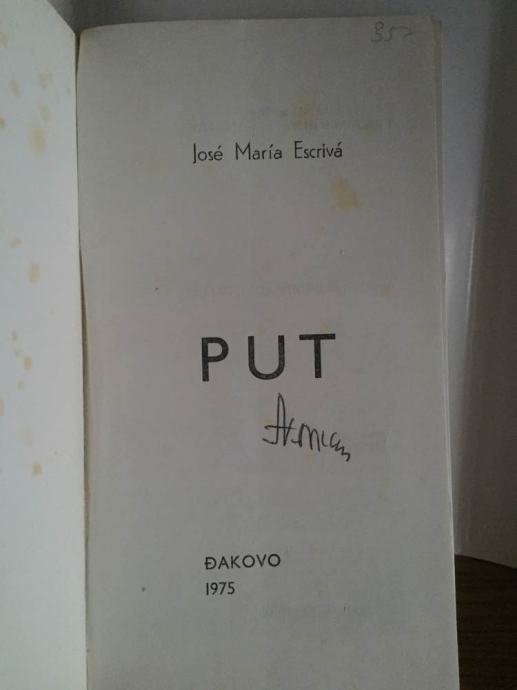 José María Escrivá
PUT
ĐAKOVO
1975